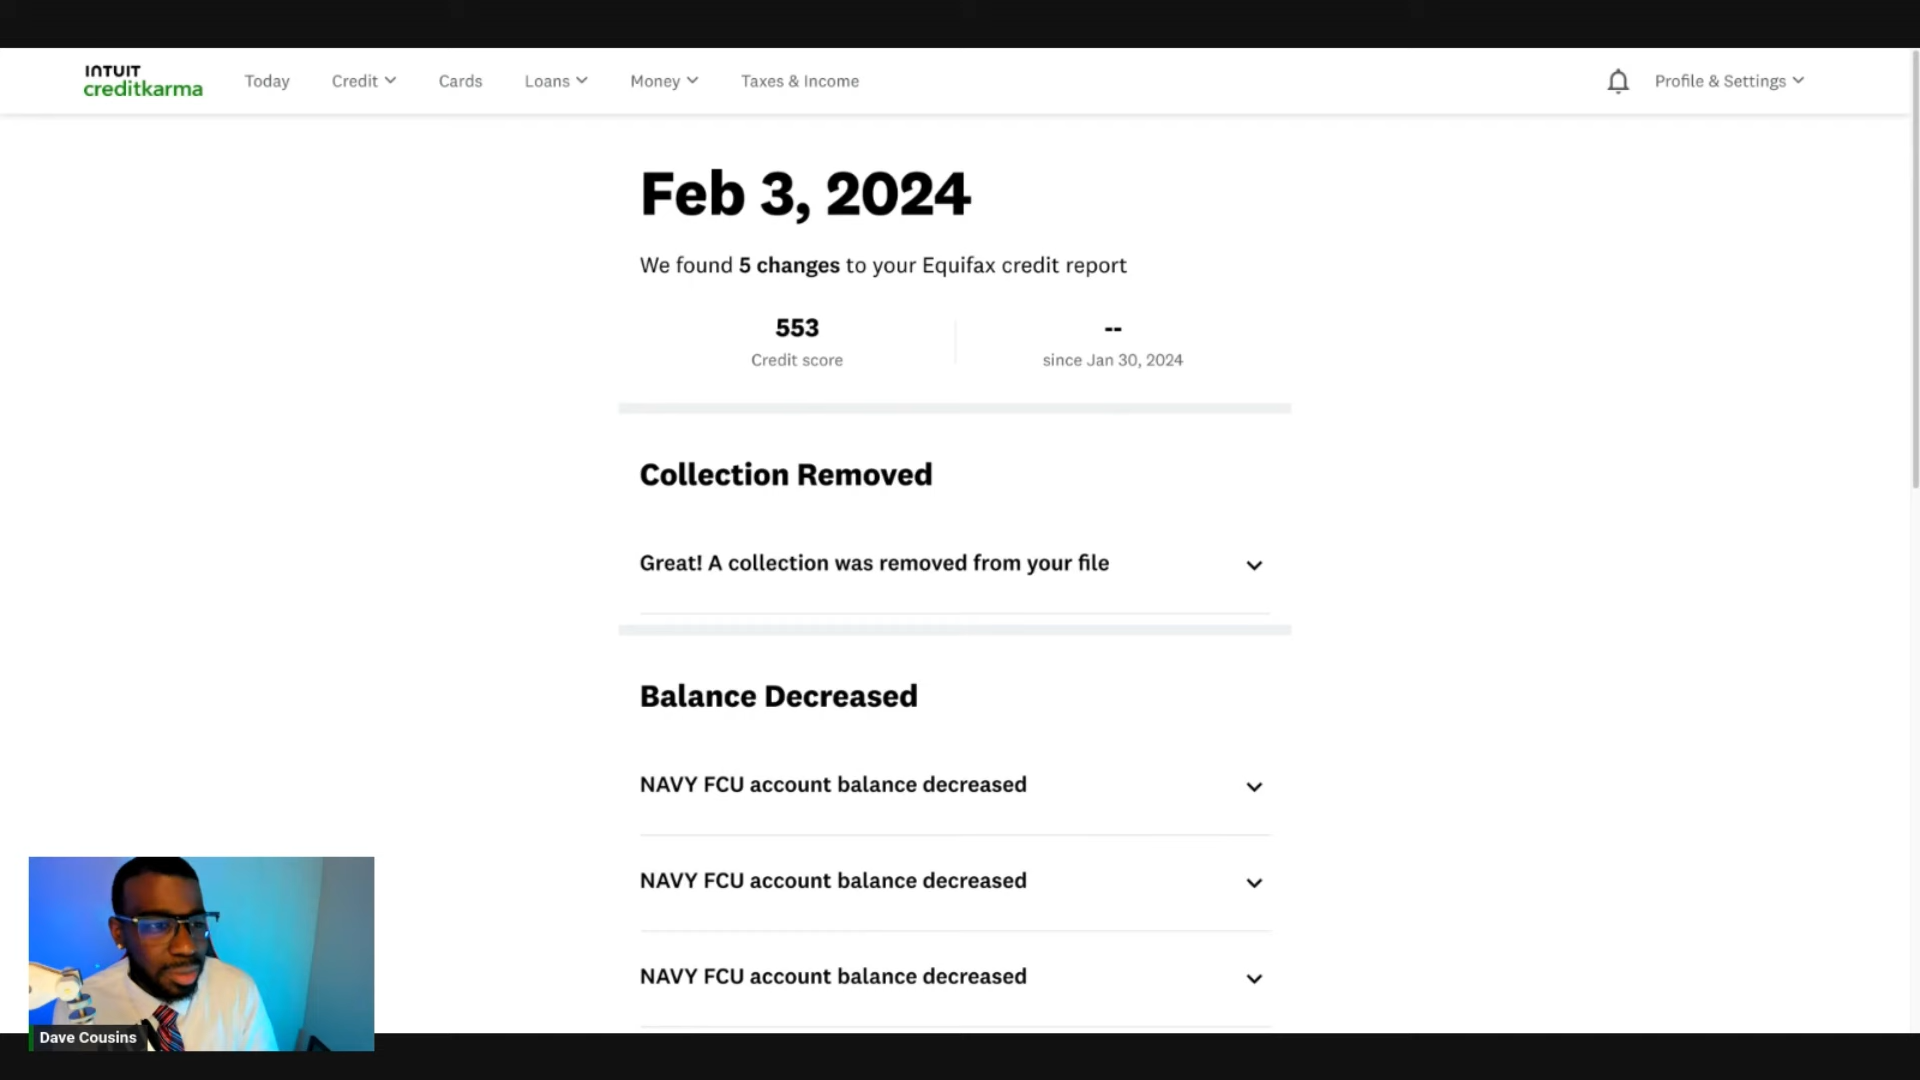 INTUIT
creditkarma
Today
Credit
Cards
Loans
Money
Taxes & Income
Profile & Settings
Feb 3, 2024
We found 5 changes to your Equifax credit report
553
Credit score
--
since Jan 30, 2024
Collection Removed
Great! A collection was removed from your file
Balance Decreased
NAVY FCU account balance decreased
NAVY FCU account balance decreased
NAVY FCU account balance decreased
Dave Cousins